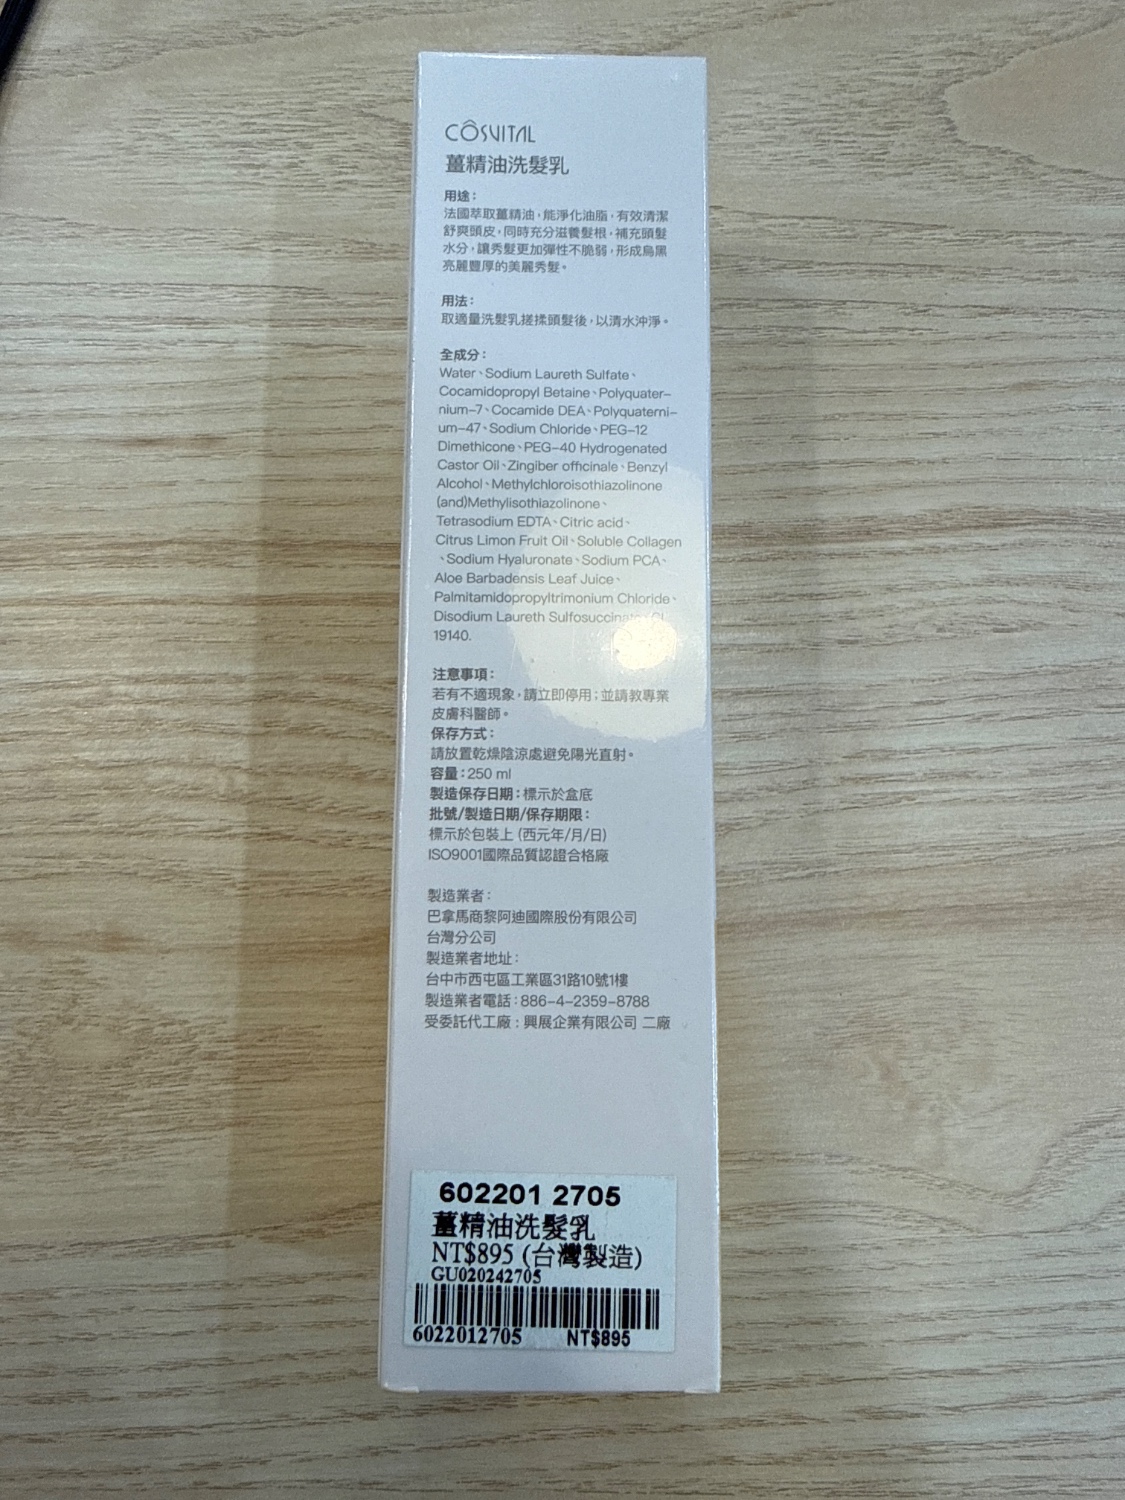 CÔSVITAL
薑精油洗髮乳
用途：
法國萃取薑精油，能淨化油脂，有效清潔
舒爽頭皮，同時充分滋養髮根，補充頭髮
水分，讓秀髮更加彈性不脆弱，形成烏黑
亮麗豐厚的美麗秀髮。
用法：
取適量洗髮乳搓揉頭髮後，以清水沖淨。
全成分：
Water、Sodium Laureth Sulfate、
Cocamidopropyl Betaine、Polyquater-
nium-7、Cocamide DEA、Polyquaterni-
um-47、Sodium Chloride、PEG-12
Dimethicone、PEG-40 Hydrogenated
Castor Oil、Zingiber officinale、Benzyl
Alcohol、Methylchloroisothiazolinone
(and)Methylisothiazolinone、
Tetrasodium EDTA、Citric acid、
Citrus Limon Fruit Oil、Soluble Collagen
、Sodium Hyaluronate、Sodium PCA、
Aloe Barbadensis Leaf Juice、
Palmitamidopropyltrimonium Chloride、
Disodium Laureth Sulfosuccinate、CI
19140.
注意事項：
若有不適現象，請立即停用；並請教專業
皮膚科醫師。
保存方式：
請放置乾燥陰涼處避免陽光直射。
容量：250 ml
製造保存日期：標示於盒底
批號/製造日期/保存期限：
標示於包裝上 (西元年/月/日)
ISO9001國際品質認證合格廠
製造業者：
巴拿馬商黎阿迪國際股份有限公司
台灣分公司
製造業者地址：
台中市西屯區工業區31路10號1樓
製造業者電話：886-4-2359-8788
受委託代工廠：興展企業有限公司 二廠
602201 2705
薑精油洗髮乳
NT$895 (台灣製造)
GU020242705
6022012705 NT$895